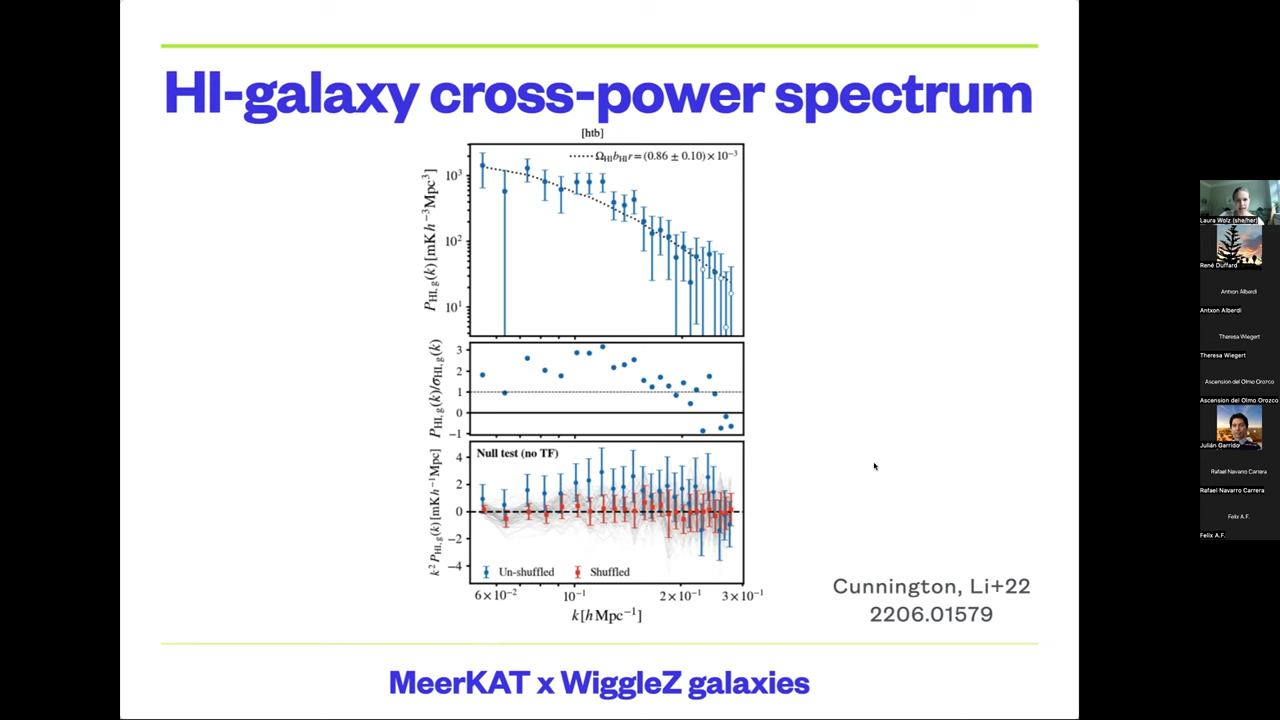 HI-galaxy cross-power spectrum
[htb]
Ω_HI b_HI r = (0.86 ± 0.10) × 10⁻³
P_HI,g(k) [mK h⁻³Mpc³]
10³
10²
10¹
P_HI,g(k)/σ_HI,g(k)
3
2
1
0
−1
Null test (no TF)
k² P_HI,g(k) [mK h⁻¹Mpc]
4
2
0
−2
−4
Un-shuffled
Shuffled
6 × 10⁻² 10⁻¹ 2 × 10⁻¹ 3 × 10⁻¹
k [h Mpc⁻¹]
Cunnington, Li+22
2206.01579
MeerKAT x WiggleZ galaxies
Laura Wolz (she/her)
René Duffard
Antxon Alberdi
Antxon Alberdi
Theresa Wiegert
Theresa Wiegert
Ascension del Olmo Orozco
Ascension del Olmo Orozco
Julián Garrido
Rafael Navarro Carrera
Rafael Navarro Carrera
Felix A.F.
Felix A.F.